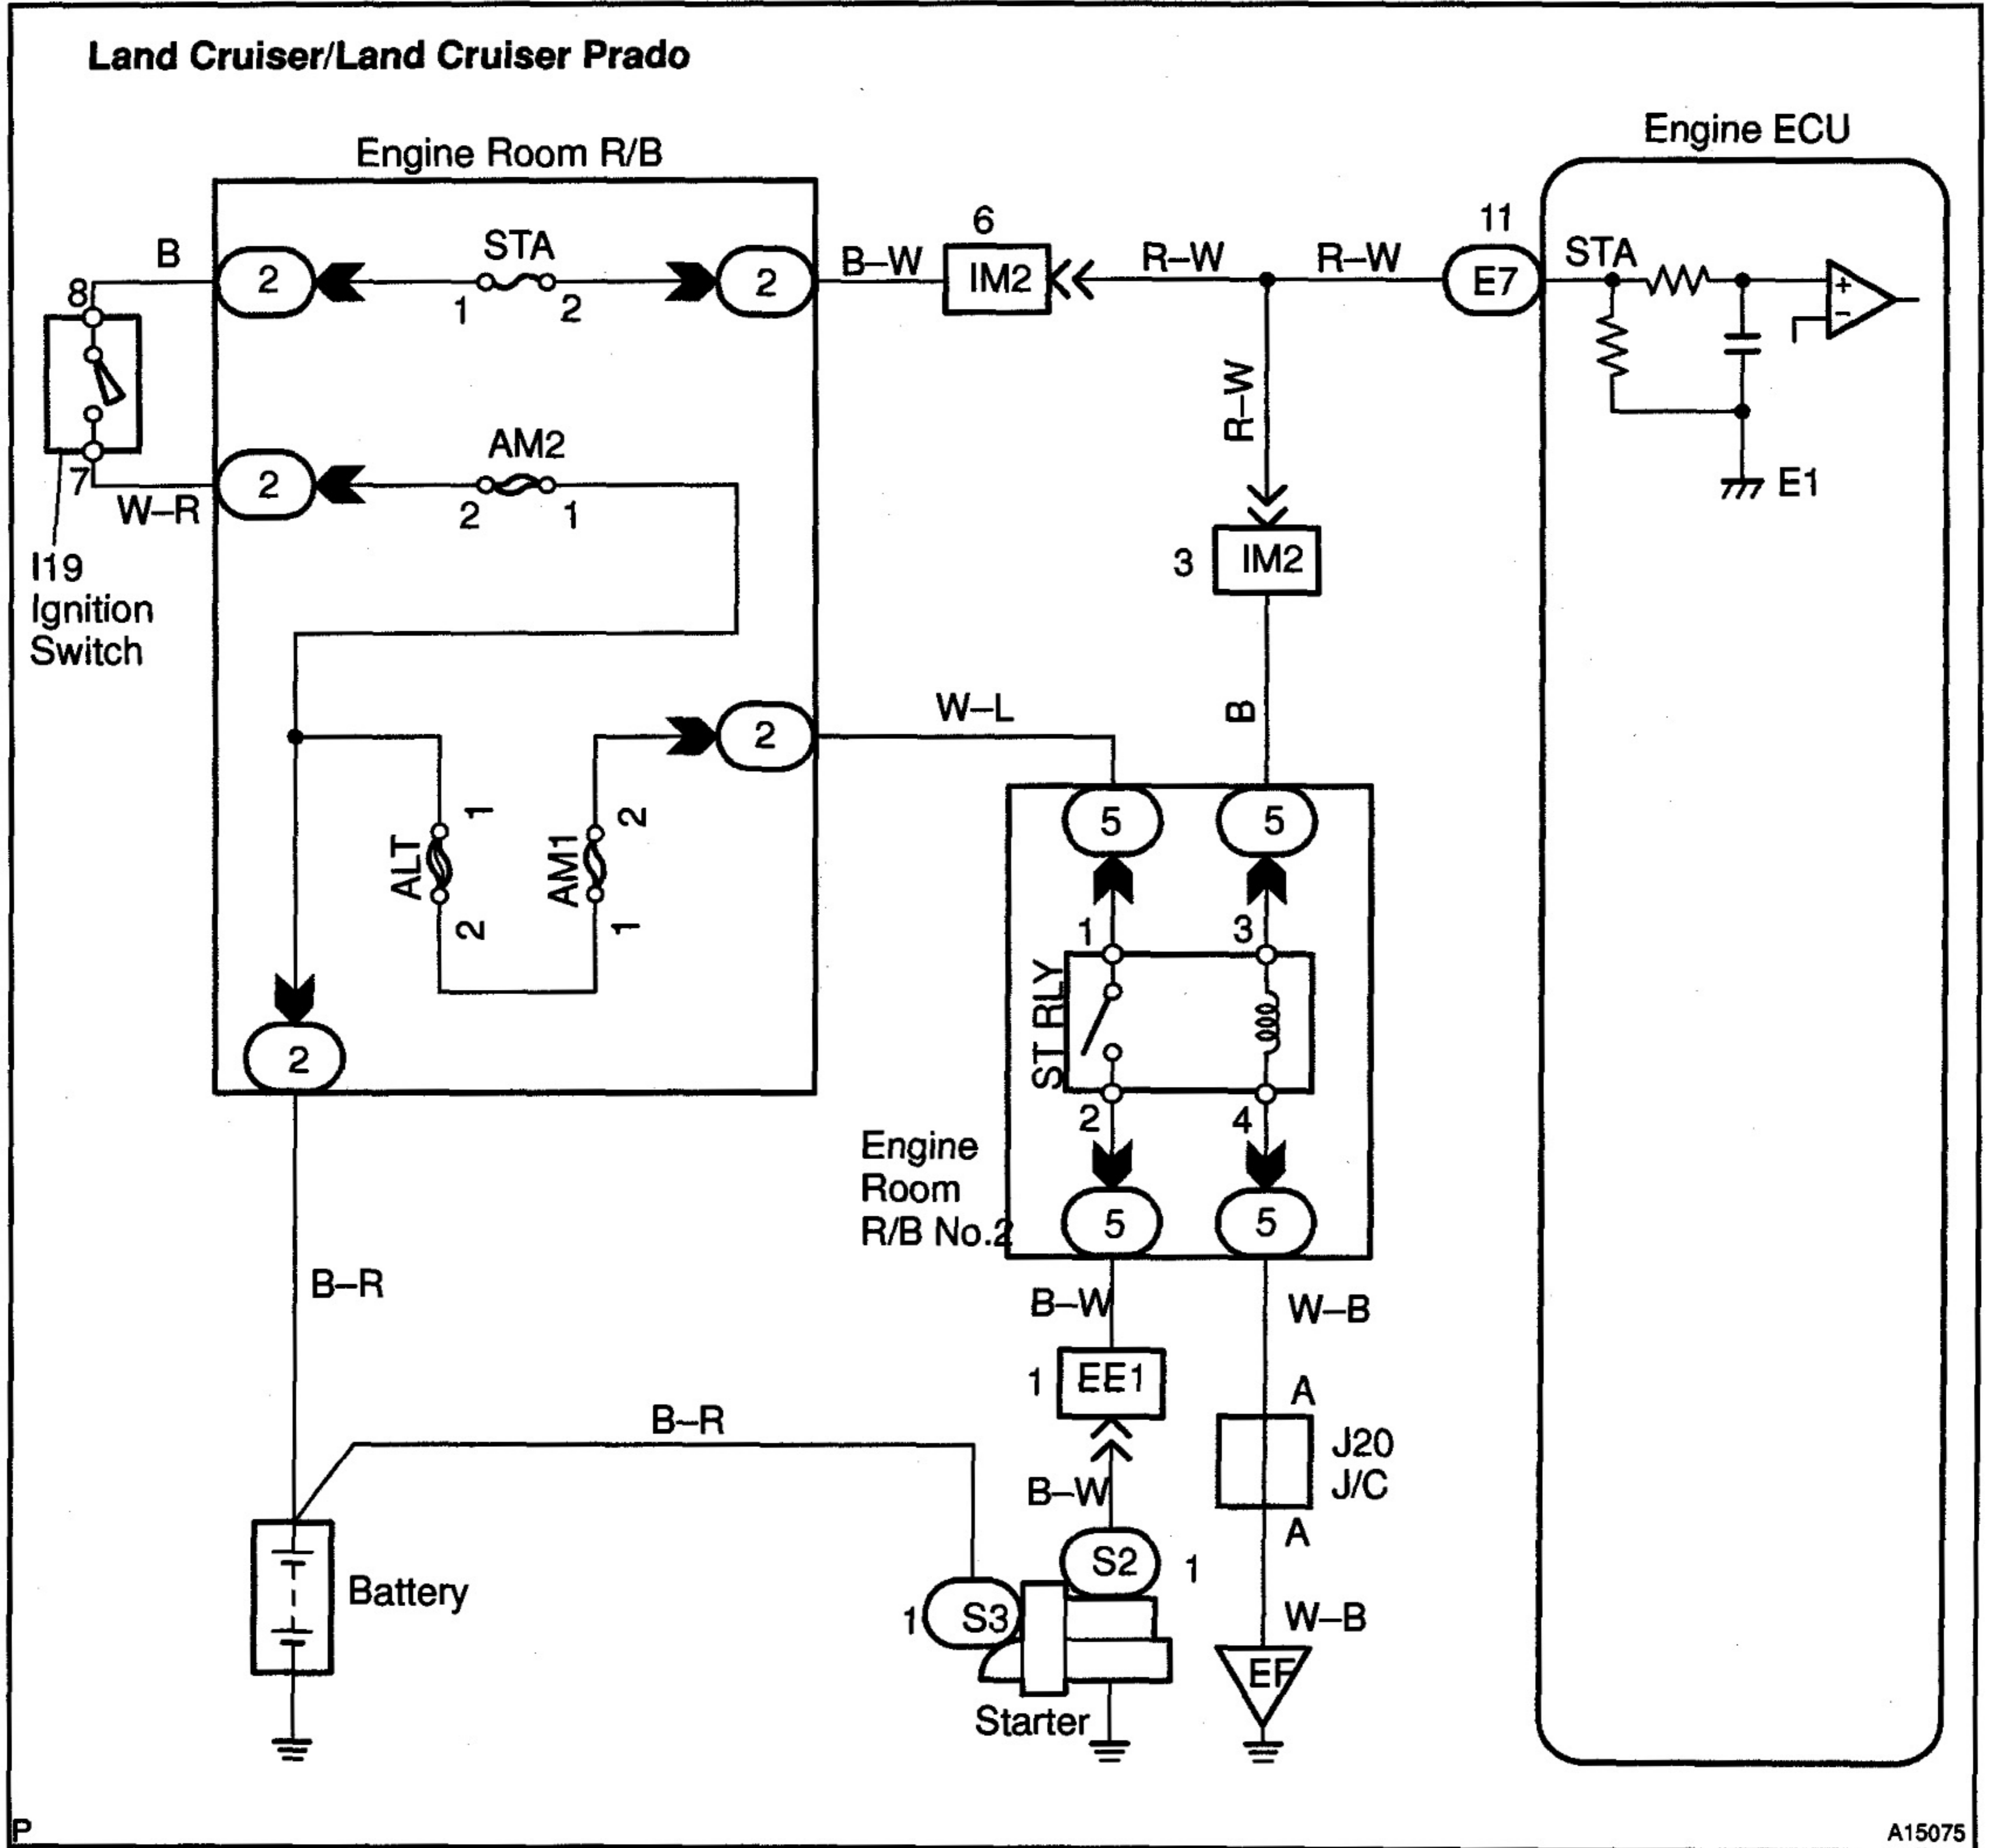 Land Cruiser/Land Cruiser Prado
Engine Room R/B
Engine ECU
B
2
STA
1
2
2
B–W
6
IM2
R–W
R–W
11
E7
STA
+
−
E1
8
7
W–R
I19
Ignition
Switch
2
AM2
2
1
R–W
3
IM2
B
2
W–L
ALT
1
2
AM1
2
1
2
5
5
1
3
ST RLY
2
4
5
5
Engine
Room
R/B No.2
B–R
B–W
W–B
1
EE1
A
J20
J/C
A
B–R
B–W
S2
1
1
S3
W–B
EF
Battery
Starter
P
A15075